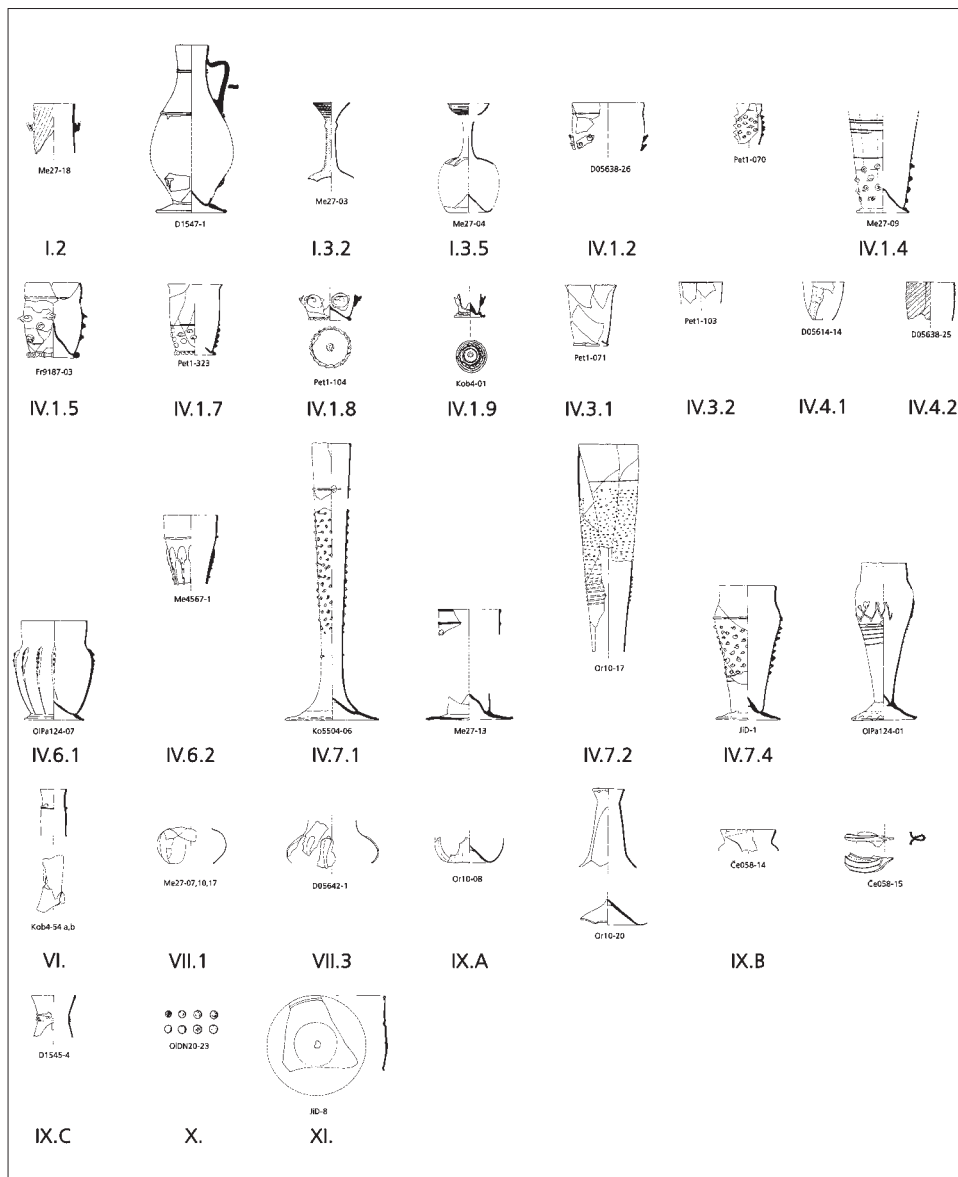 Me27-18
D1547-1
Me27-03
Me27-04
D05638-26
Pet1-070
Me27-09
I.2
I.3.2
I.3.5
IV.1.2
IV.1.4
Fr9187-03
Pet1-323
Pet1-104
Kob4-01
Pet1-071
Pet1-103
D05614-14
D05638-25
IV.1.5
IV.1.7
IV.1.8
IV.1.9
IV.3.1
IV.3.2
IV.4.1
IV.4.2
OlPa124-07
Me4567-1
Ko5504-06
Me27-13
Or10-17
JiD-1
OlPa124-01
IV.6.1
IV.6.2
IV.7.1
IV.7.2
IV.7.4
Kob4-54 a,b
Me27-07,10,17
D05642-1
Or10-08
Or10-20
Če058-14
Če058-15
VI.
VII.1
VII.3
IX.A
IX.B
D1545-4
OlDN20-23
JiD-8
IX.C
X.
XI.